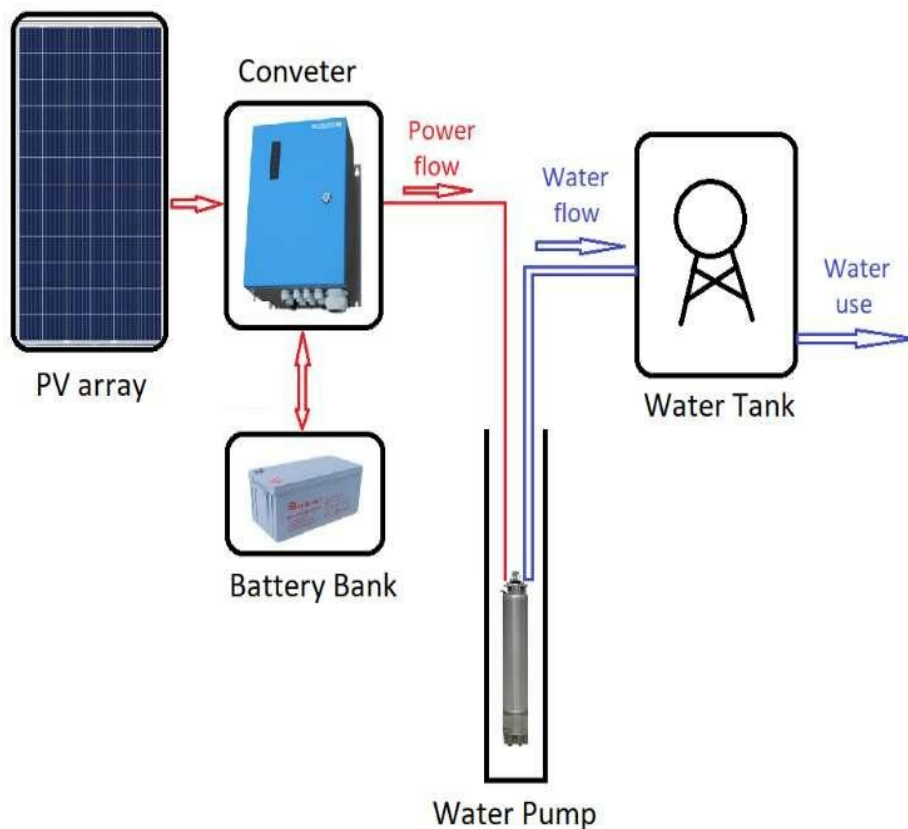 Conveter
Power
flow
Water
flow
Water
use
PV array
Water Tank
Battery Bank
Water Pump